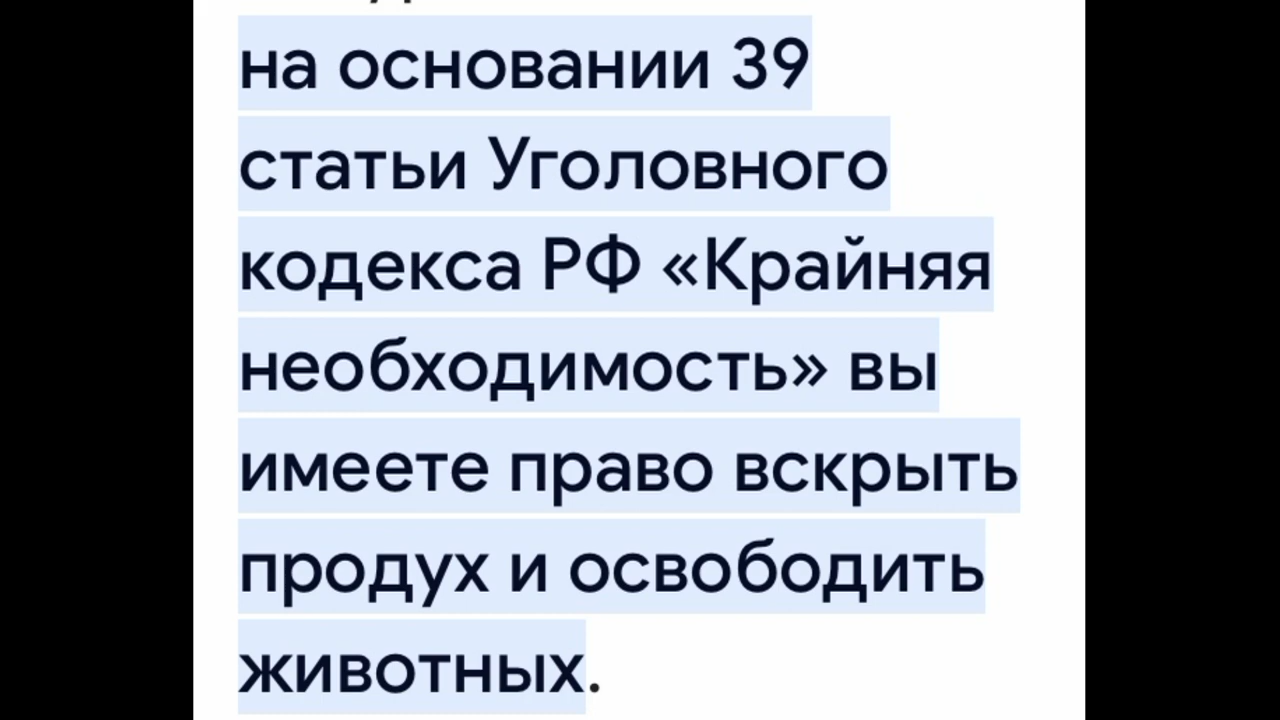 на основании 39
статьи Уголовного
кодекса РФ «Крайняя
необходимость» вы
имеете право вскрыть
продух и освободить
животных.